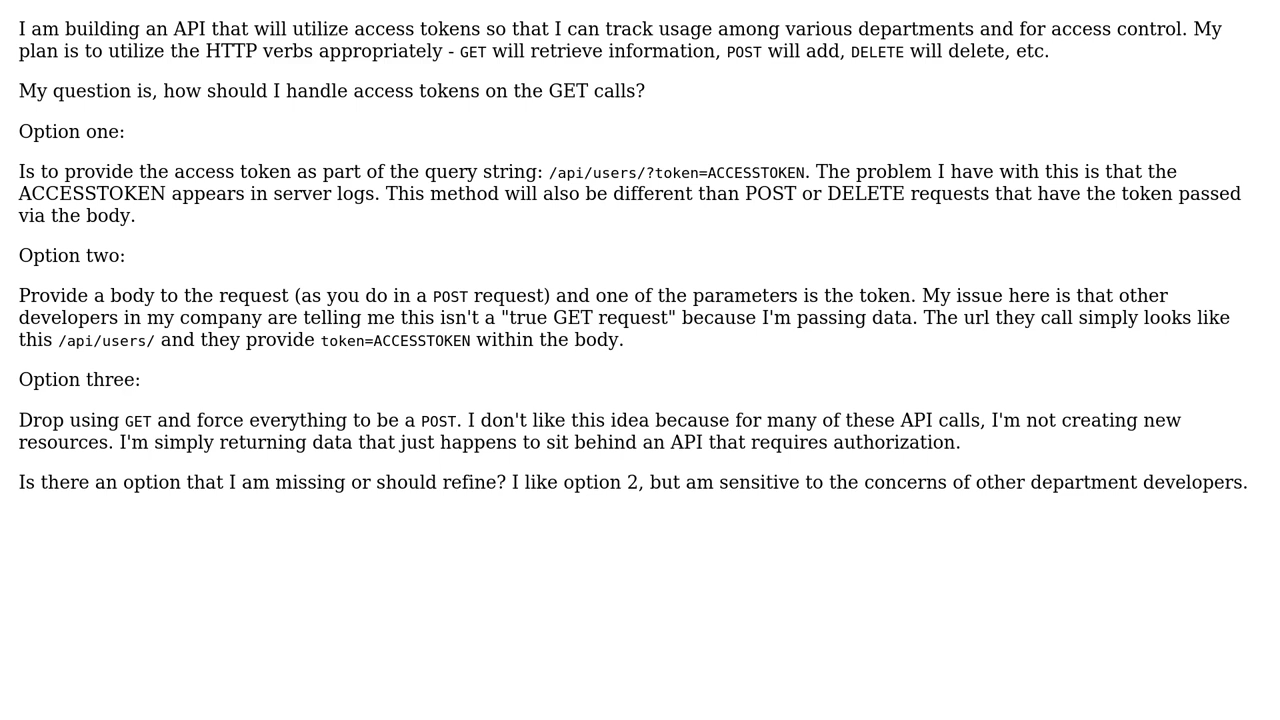 I am building an API that will utilize access tokens so that I can track usage among various departments and for access control. My
plan is to utilize the HTTP verbs appropriately - GET will retrieve information, POST will add, DELETE will delete, etc.
My question is, how should I handle access tokens on the GET calls?
Option one:
Is to provide the access token as part of the query string: /api/users/?token=ACCESSTOKEN. The problem I have with this is that the
ACCESSTOKEN appears in server logs. This method will also be different than POST or DELETE requests that have the token passed
via the body.
Option two:
Provide a body to the request (as you do in a POST request) and one of the parameters is the token. My issue here is that other
developers in my company are telling me this isn't a "true GET request" because I'm passing data. The url they call simply looks like
this /api/users/ and they provide token=ACCESSTOKEN within the body.
Option three:
Drop using GET and force everything to be a POST. I don't like this idea because for many of these API calls, I'm not creating new
resources. I'm simply returning data that just happens to sit behind an API that requires authorization.
Is there an option that I am missing or should refine? I like option 2, but am sensitive to the concerns of other department developers.